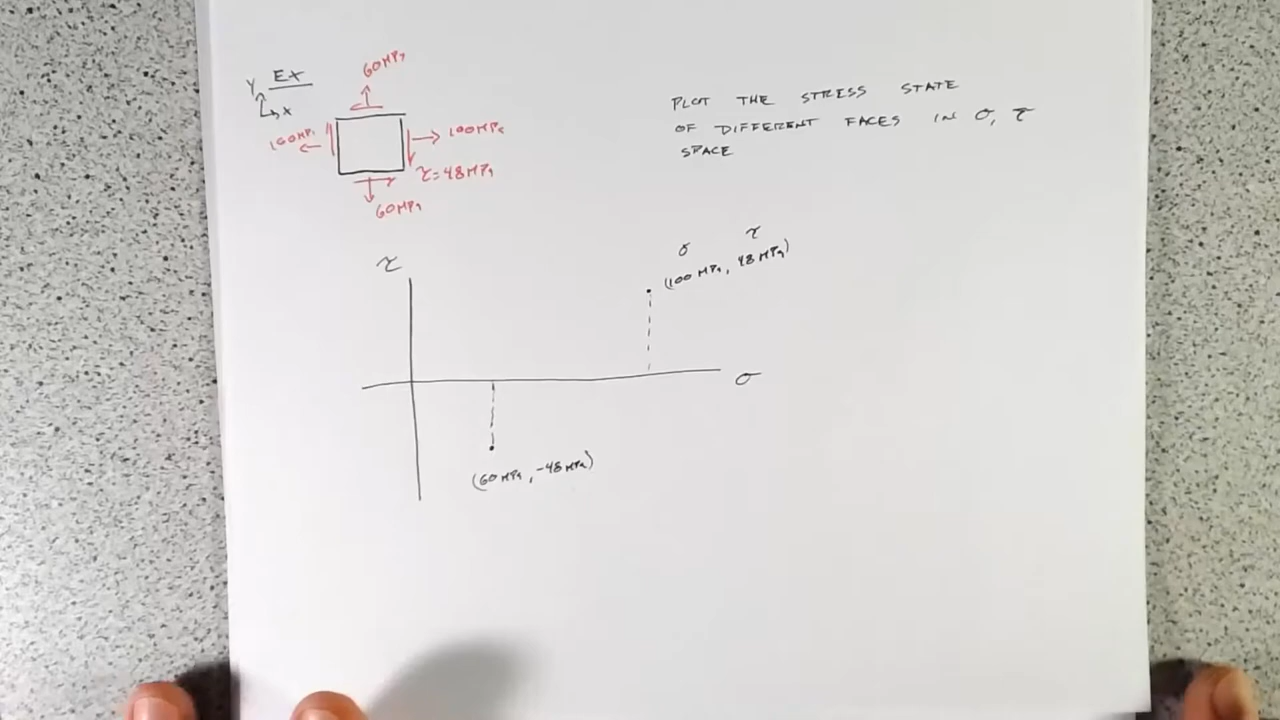 Y Ex
x
60MPa
100MPa
100MPa
τ=48MPa
60MPa
PLOT THE STRESS STATE
OF DIFFERENT FACES IN σ, τ
SPACE
τ
σ τ
(100 MPa, 48 MPa)
σ
(60 MPa, -48 MPa)